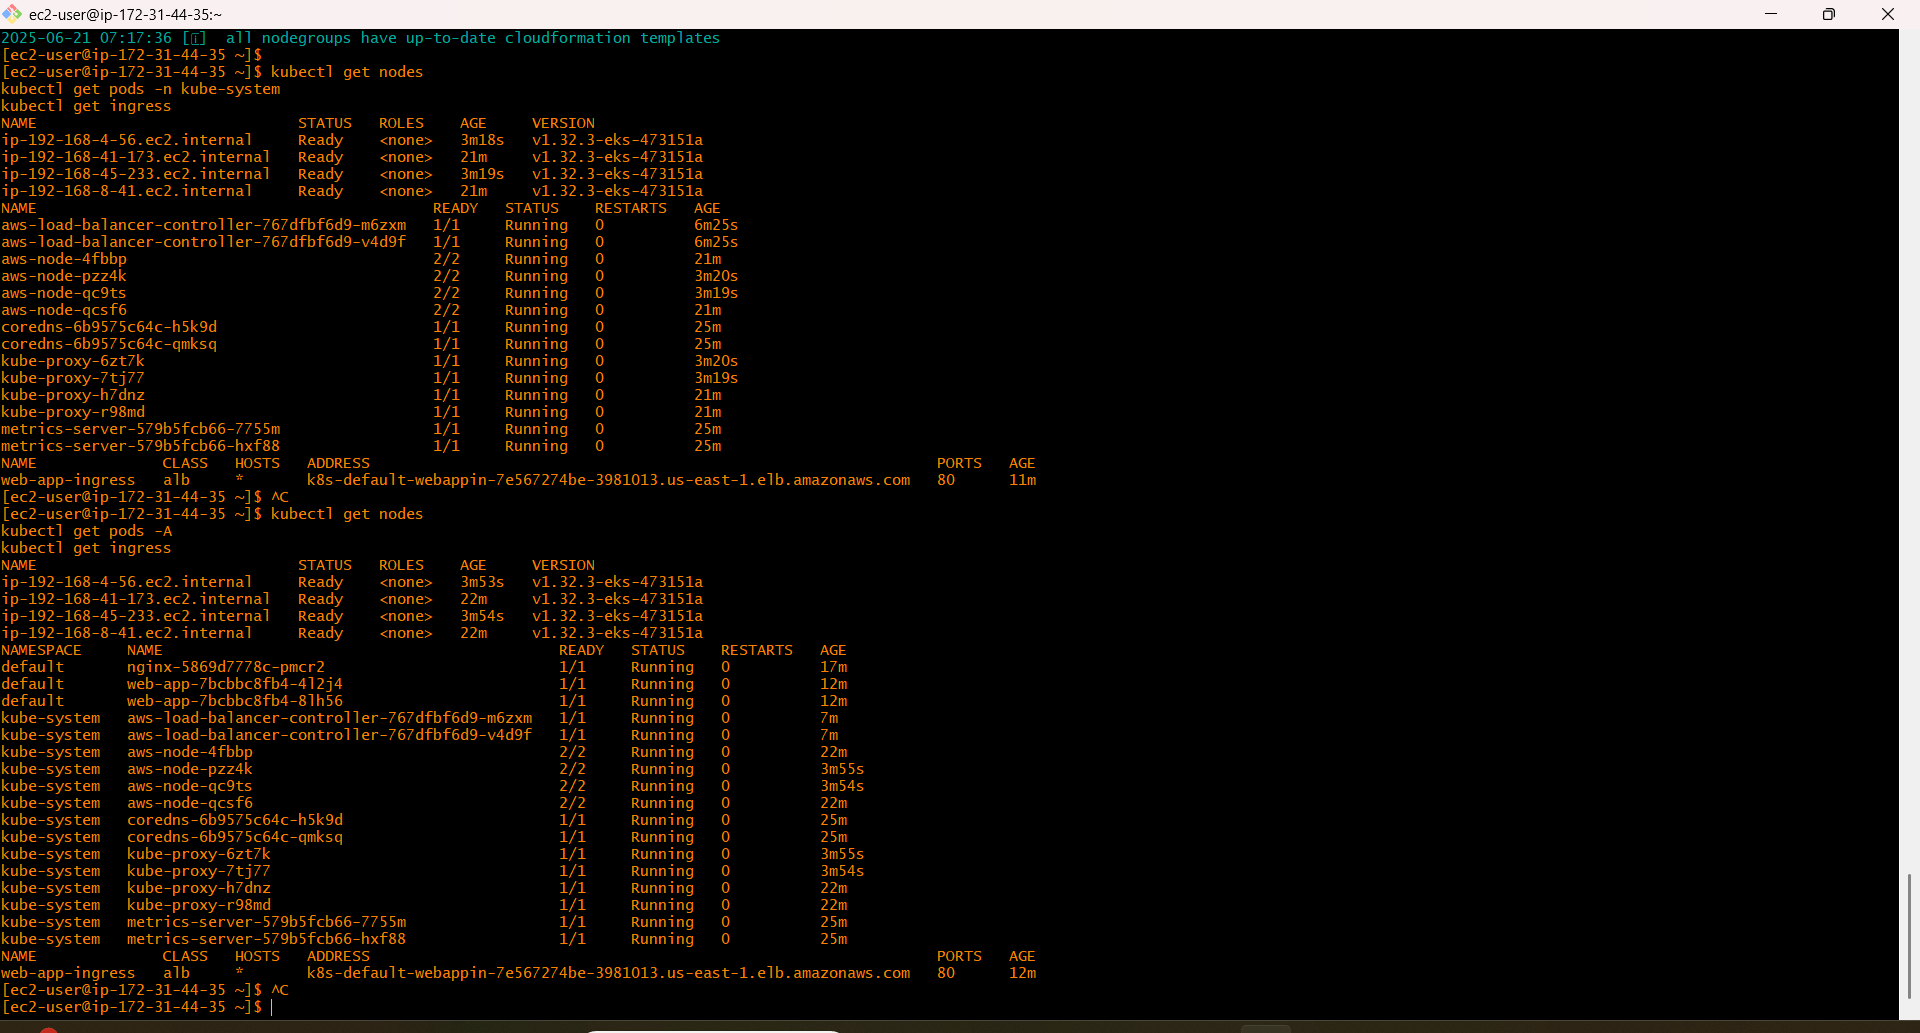 ec2-user@ip-172-31-44-35:~
2025-06-21 07:17:36 [ℹ]  all nodegroups have up-to-date cloudformation templates
[ec2-user@ip-172-31-44-35 ~]$
[ec2-user@ip-172-31-44-35 ~]$ kubectl get nodes
kubectl get pods -n kube-system
kubectl get ingress
NAME                             STATUS   ROLES    AGE     VERSION
ip-192-168-4-56.ec2.internal     Ready    <none>   3m18s   v1.32.3-eks-473151a
ip-192-168-41-173.ec2.internal   Ready    <none>   21m     v1.32.3-eks-473151a
ip-192-168-45-233.ec2.internal   Ready    <none>   3m19s   v1.32.3-eks-473151a
ip-192-168-8-41.ec2.internal     Ready    <none>   21m     v1.32.3-eks-473151a
NAME                                            READY   STATUS    RESTARTS   AGE
aws-load-balancer-controller-767dfbf6d9-m6zxm   1/1     Running   0          6m25s
aws-load-balancer-controller-767dfbf6d9-v4d9f   1/1     Running   0          6m25s
aws-node-4fbbp                                  2/2     Running   0          21m
aws-node-pzz4k                                  2/2     Running   0          3m20s
aws-node-qc9ts                                  2/2     Running   0          3m19s
aws-node-qcsf6                                  2/2     Running   0          21m
coredns-6b9575c64c-h5k9d                        1/1     Running   0          25m
coredns-6b9575c64c-qmksq                        1/1     Running   0          25m
kube-proxy-6zt7k                                1/1     Running   0          3m20s
kube-proxy-7tj77                                1/1     Running   0          3m19s
kube-proxy-h7dnz                                1/1     Running   0          21m
kube-proxy-r98md                                1/1     Running   0          21m
metrics-server-579b5fcb66-7755m                 1/1     Running   0          25m
metrics-server-579b5fcb66-hxf88                 1/1     Running   0          25m
NAME              CLASS   HOSTS   ADDRESS                                                                PORTS   AGE
web-app-ingress   alb     *       k8s-default-webappin-7e567274be-3981013.us-east-1.elb.amazonaws.com   80      11m
[ec2-user@ip-172-31-44-35 ~]$ ^C
[ec2-user@ip-172-31-44-35 ~]$ kubectl get nodes
kubectl get pods -A
kubectl get ingress
NAME                             STATUS   ROLES    AGE     VERSION
ip-192-168-4-56.ec2.internal     Ready    <none>   3m53s   v1.32.3-eks-473151a
ip-192-168-41-173.ec2.internal   Ready    <none>   22m     v1.32.3-eks-473151a
ip-192-168-45-233.ec2.internal   Ready    <none>   3m54s   v1.32.3-eks-473151a
ip-192-168-8-41.ec2.internal     Ready    <none>   22m     v1.32.3-eks-473151a
NAMESPACE     NAME                                            READY   STATUS    RESTARTS   AGE
default       nginx-5869d7778c-pmcr2                          1/1     Running   0          17m
default       web-app-7bcbbc8fb4-4l2j4                        1/1     Running   0          12m
default       web-app-7bcbbc8fb4-8lh56                        1/1     Running   0          12m
kube-system   aws-load-balancer-controller-767dfbf6d9-m6zxm   1/1     Running   0          7m
kube-system   aws-load-balancer-controller-767dfbf6d9-v4d9f   1/1     Running   0          7m
kube-system   aws-node-4fbbp                                  2/2     Running   0          22m
kube-system   aws-node-pzz4k                                  2/2     Running   0          3m55s
kube-system   aws-node-qc9ts                                  2/2     Running   0          3m54s
kube-system   aws-node-qcsf6                                  2/2     Running   0          22m
kube-system   coredns-6b9575c64c-h5k9d                        1/1     Running   0          25m
kube-system   coredns-6b9575c64c-qmksq                        1/1     Running   0          25m
kube-system   kube-proxy-6zt7k                                1/1     Running   0          3m55s
kube-system   kube-proxy-7tj77                                1/1     Running   0          3m54s
kube-system   kube-proxy-h7dnz                                1/1     Running   0          22m
kube-system   kube-proxy-r98md                                1/1     Running   0          22m
kube-system   metrics-server-579b5fcb66-7755m                 1/1     Running   0          25m
kube-system   metrics-server-579b5fcb66-hxf88                 1/1     Running   0          25m
NAME              CLASS   HOSTS   ADDRESS                                                                PORTS   AGE
web-app-ingress   alb     *       k8s-default-webappin-7e567274be-3981013.us-east-1.elb.amazonaws.com   80      12m
[ec2-user@ip-172-31-44-35 ~]$ ^C
[ec2-user@ip-172-31-44-35 ~]$